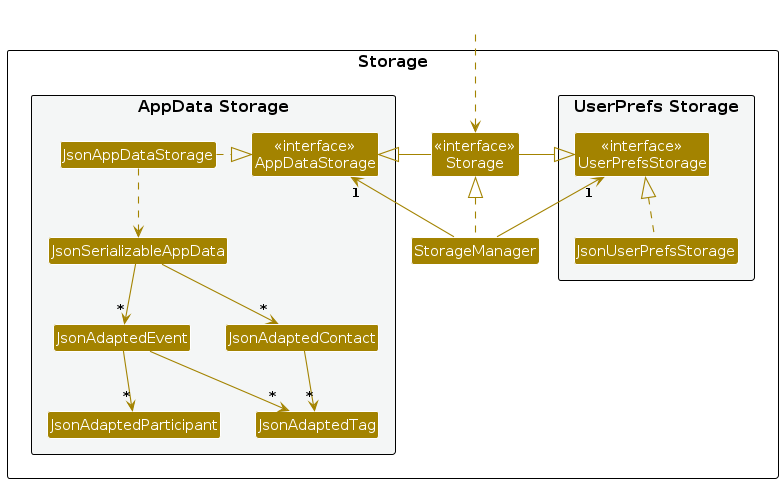 Storage
AppData Storage
UserPrefs Storage
«interface»
AppDataStorage
«interface»
Storage
«interface»
UserPrefsStorage
JsonAppDataStorage
1
1
JsonSerializableAppData
StorageManager
JsonUserPrefsStorage
*
*
JsonAdaptedEvent
JsonAdaptedContact
*
*
*
JsonAdaptedParticipant
JsonAdaptedTag